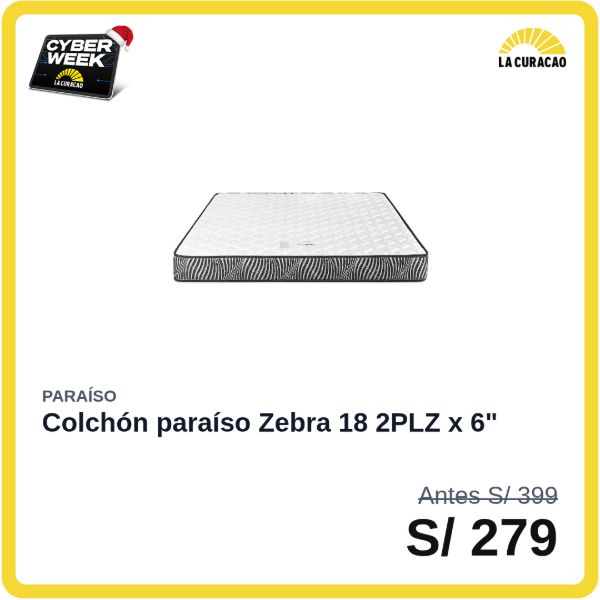 CYBER
WEEK
LA CURACAO
LA CURACAO
PARAÍSO
Colchón paraíso Zebra 18 2PLZ x 6"
Antes S/ 399
S/ 279